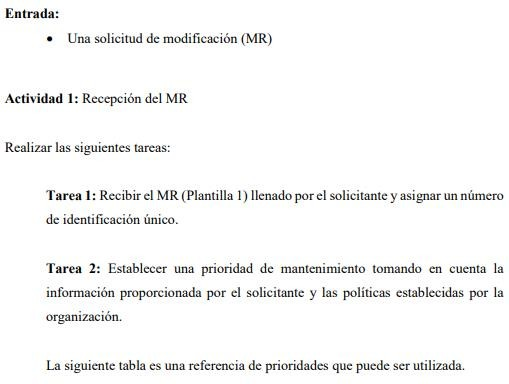 Entrada:
• Una solicitud de modificación (MR)
Actividad 1: Recepción del MR
Realizar las siguientes tareas:
Tarea 1: Recibir el MR (Plantilla 1) llenado por el solicitante y asignar un número
de identificación único.
Tarea 2: Establecer una prioridad de mantenimiento tomando en cuenta la
información proporcionada por el solicitante y las políticas establecidas por la
organización.
La siguiente tabla es una referencia de prioridades que puede ser utilizada.